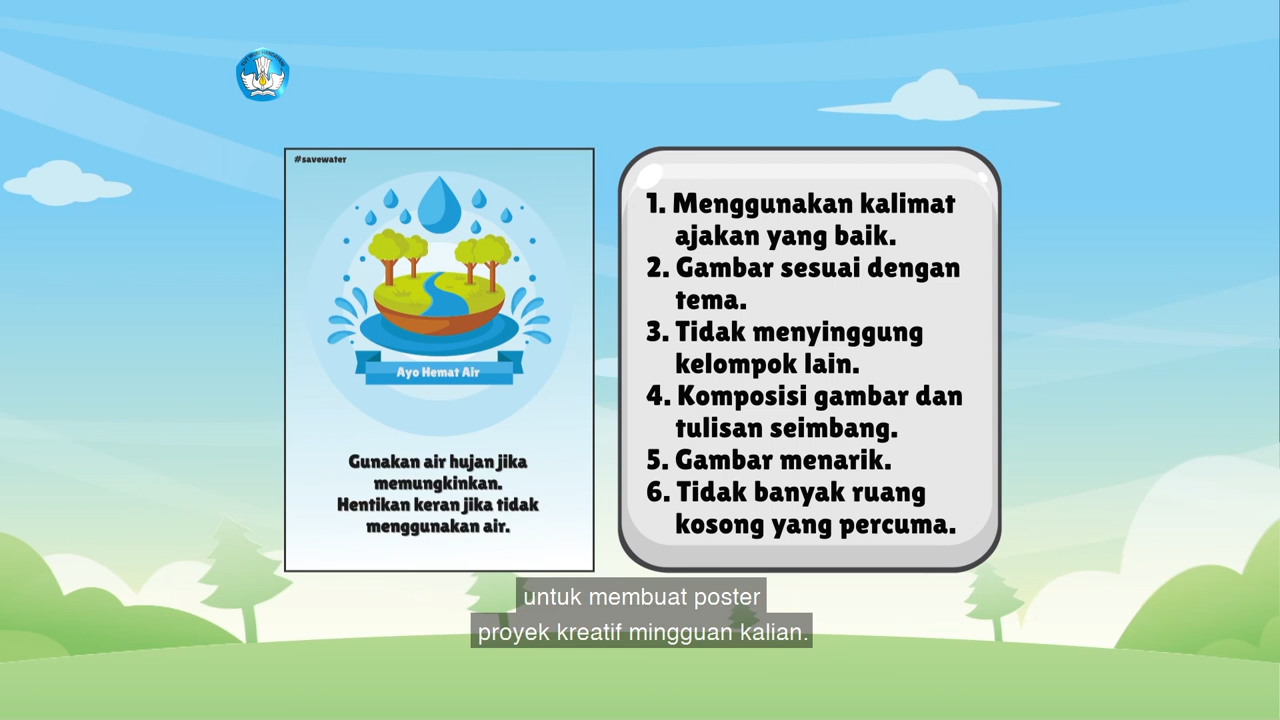 #savewater
Ayo Hemat Air
Gunakan air hujan jika
memungkinkan.
Hentikan keran jika tidak
menggunakan air.
1. Menggunakan kalimat
ajakan yang baik.
2. Gambar sesuai dengan
tema.
3. Tidak menyinggung
kelompok lain.
4. Komposisi gambar dan
tulisan seimbang.
5. Gambar menarik.
6. Tidak banyak ruang
kosong yang percuma.
untuk membuat poster
proyek kreatif mingguan kalian.